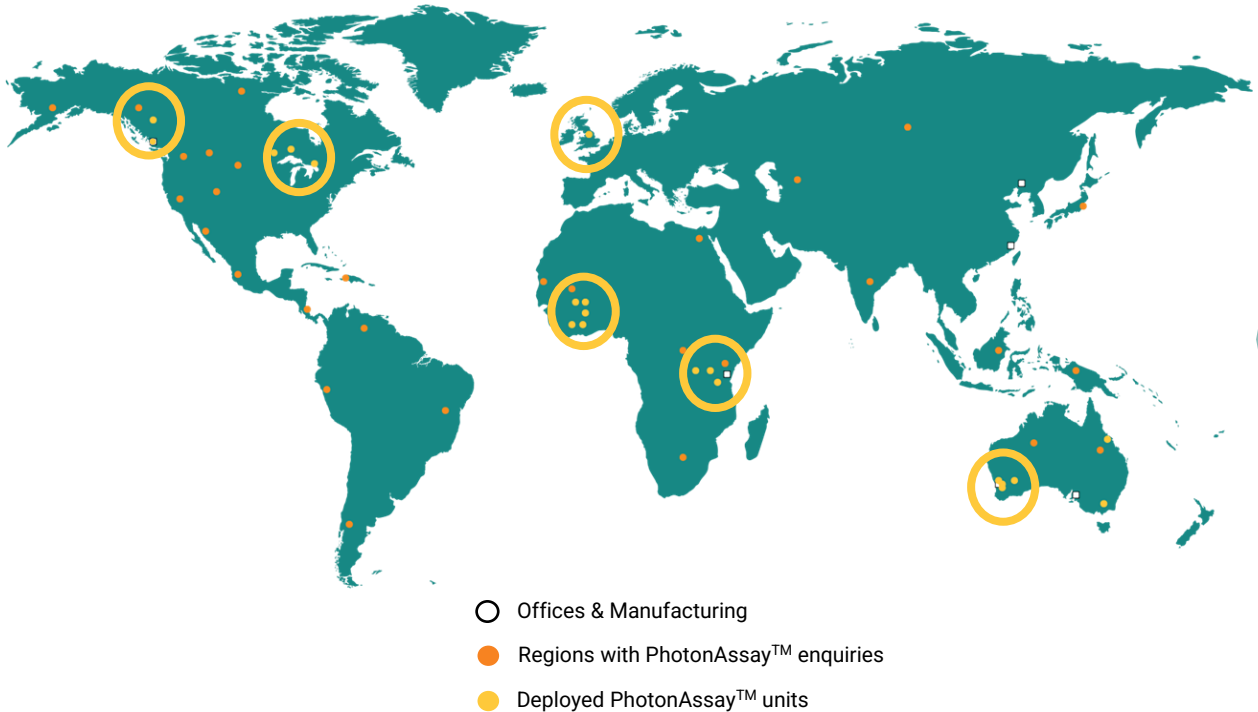 Offices & Manufacturing
Regions with PhotonAssay™ enquiries
Deployed PhotonAssay™ units